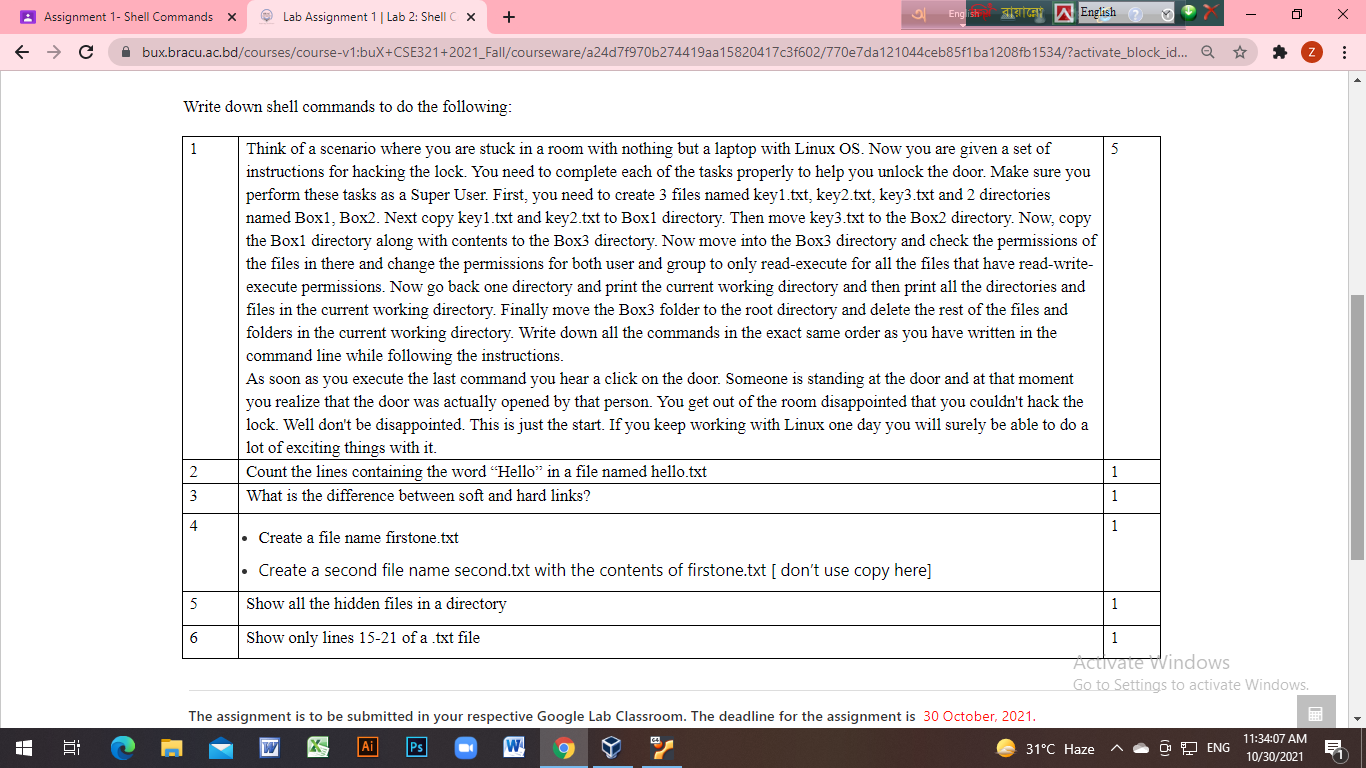 Assignment 1- Shell Commands
Lab Assignment 1 | Lab 2: Shell C
English
English
bux.bracu.ac.bd/courses/course-v1:buX+CSE321+2021_Fall/courseware/a24d7f970b274419aa15820417c3f602/770e7da121044ceb85f1ba1208fb1534/?activate_block_id...
Z
Write down shell commands to do the following:
1 Think of a scenario where you are stuck in a room with nothing but a laptop with Linux OS. Now you are given a set of 5
instructions for hacking the lock. You need to complete each of the tasks properly to help you unlock the door. Make sure you
perform these tasks as a Super User. First, you need to create 3 files named key1.txt, key2.txt, key3.txt and 2 directories
named Box1, Box2. Next copy key1.txt and key2.txt to Box1 directory. Then move key3.txt to the Box2 directory. Now, copy
the Box1 directory along with contents to the Box3 directory. Now move into the Box3 directory and check the permissions of
the files in there and change the permissions for both user and group to only read-execute for all the files that have read-write-
execute permissions. Now go back one directory and print the current working directory and then print all the directories and
files in the current working directory. Finally move the Box3 folder to the root directory and delete the rest of the files and
folders in the current working directory. Write down all the commands in the exact same order as you have written in the
command line while following the instructions.
As soon as you execute the last command you hear a click on the door. Someone is standing at the door and at that moment
you realize that the door was actually opened by that person. You get out of the room disappointed that you couldn't hack the
lock. Well don't be disappointed. This is just the start. If you keep working with Linux one day you will surely be able to do a
lot of exciting things with it.
2 Count the lines containing the word “Hello” in a file named hello.txt 1
3 What is the difference between soft and hard links? 1
4 1
• Create a file name firstone.txt
• Create a second file name second.txt with the contents of firstone.txt [ don’t use copy here]
5 Show all the hidden files in a directory 1
6 Show only lines 15-21 of a .txt file 1
Activate Windows
Go to Settings to activate Windows.
The assignment is to be submitted in your respective Google Lab Classroom. The deadline for the assignment is 30 October, 2021.
31°C Haze
ENG
11:34:07 AM
10/30/2021